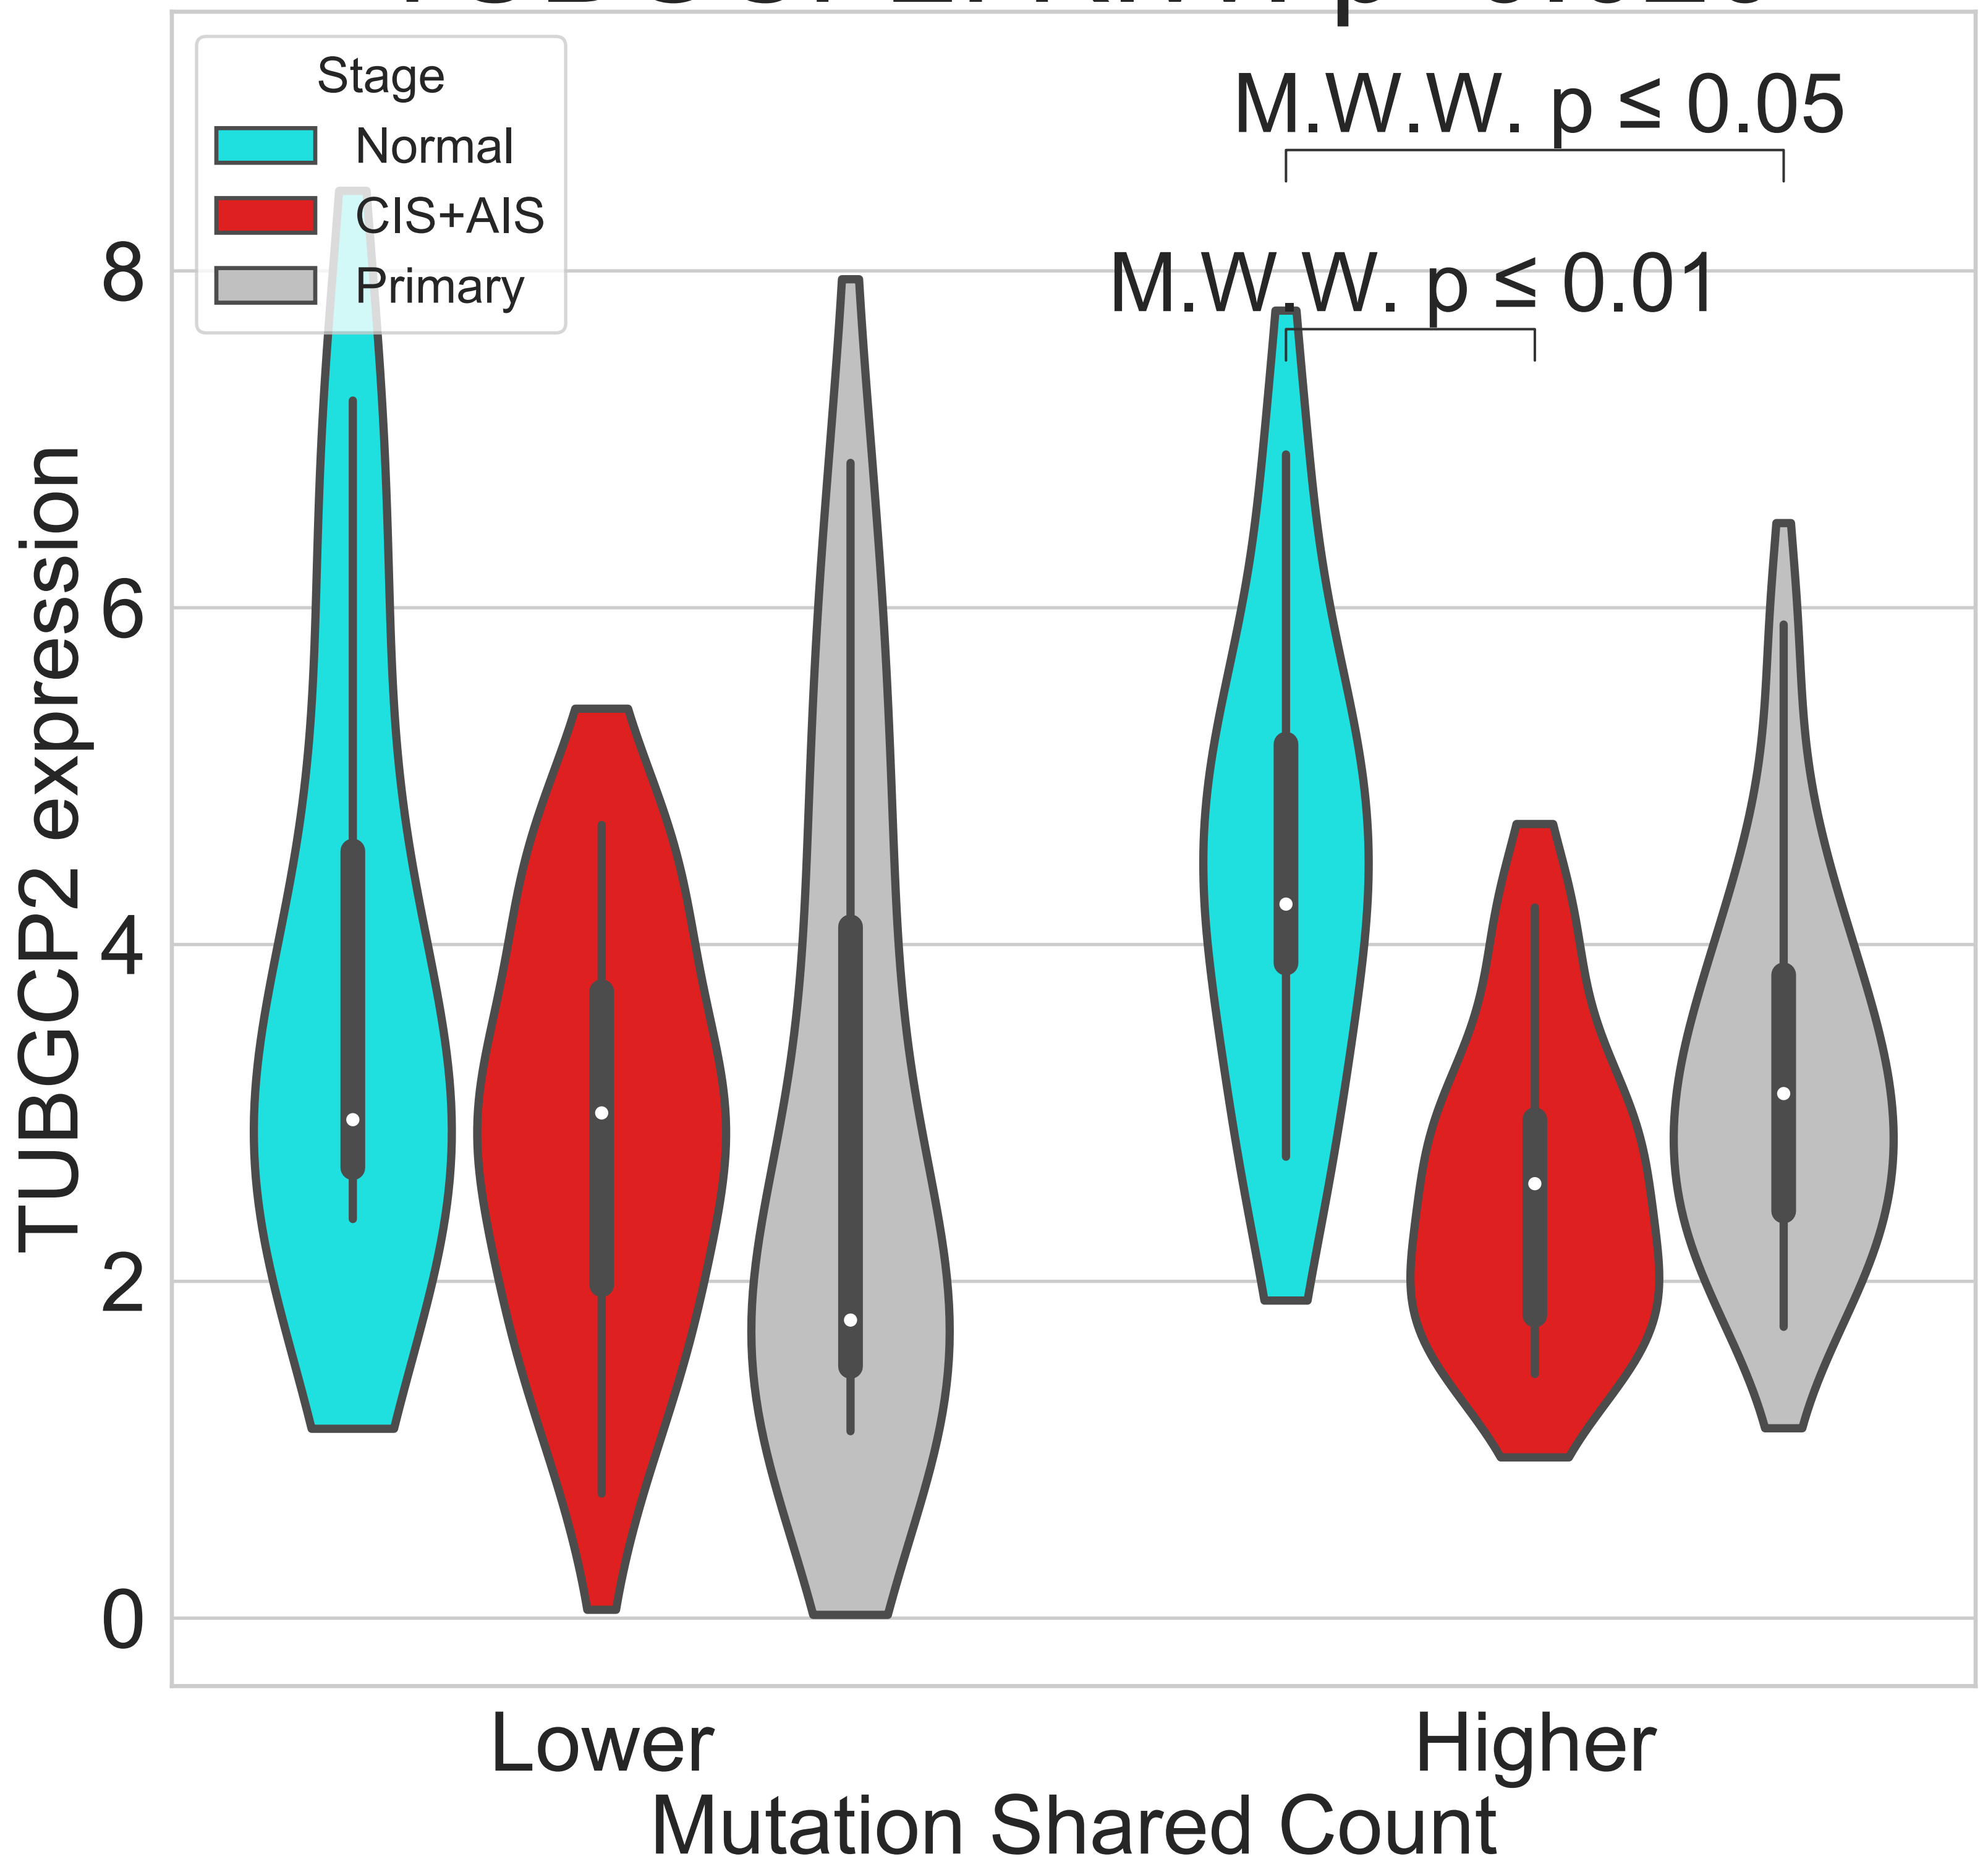 Stage
Normal
CIS+AIS
Primary
M.W.W. p ≤ 0.05
M.W.W. p ≤ 0.01
8
6
4
2
0
TUBGCP2 expression
Lower
Higher
Mutation Shared Count